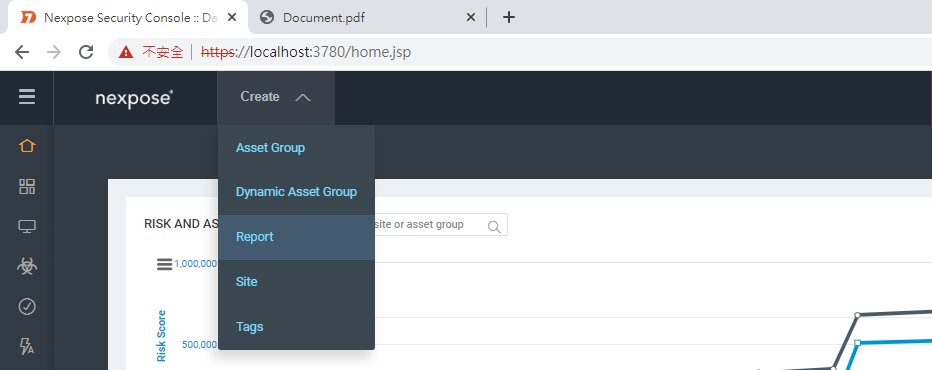 Nexpose Security Console :: Da
Document.pdf
不安全 | https://localhost:3780/home.jsp
nexpose®
Create
Asset Group
Dynamic Asset Group
Report
Site
Tags
RISK AND AS
site or asset group
1,000,000
500,000
Risk Score